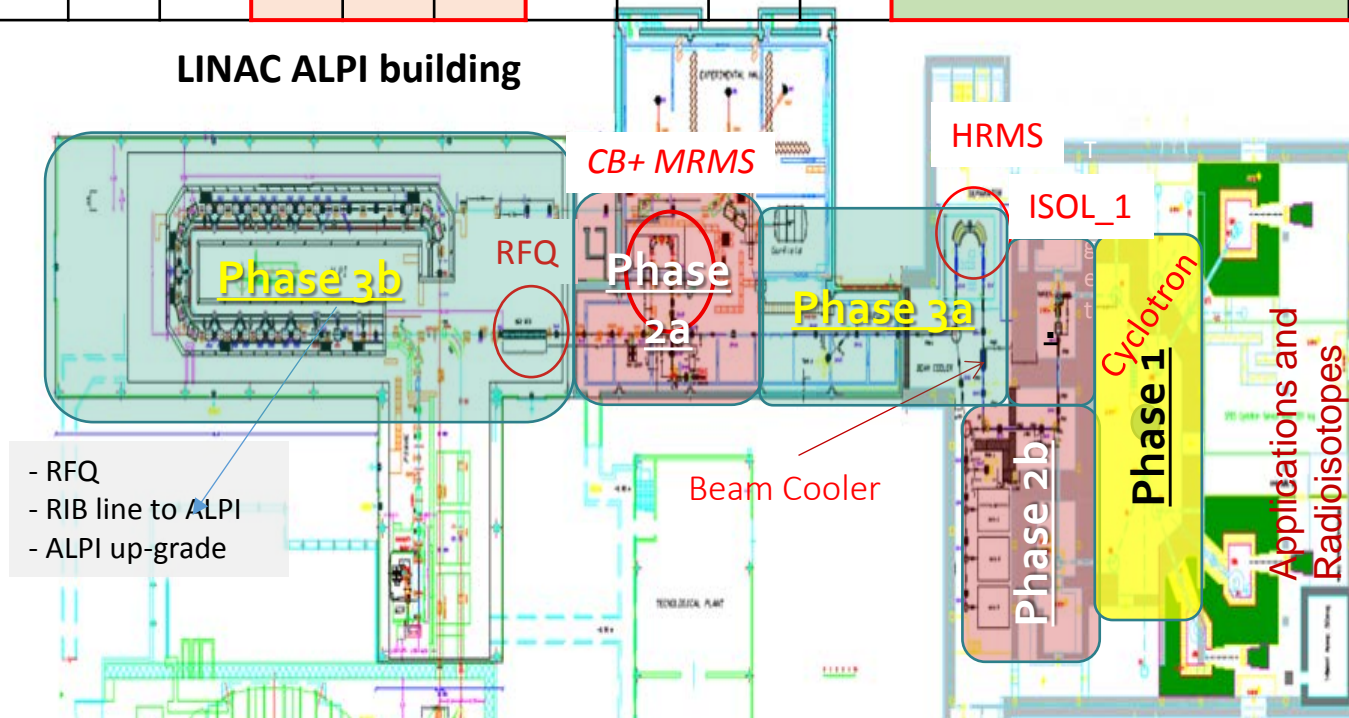 LINAC ALPI building
EXPERIMENTAL HALL
HRMS
CB+ MRMS
ISOL_1
RFQ
Phase 3b
Phase
2a
Phase 3a
Cyclotron
Phase 1
Applications and
Radioisotopes
BEAM COOLER
Phase 2b
Beam Cooler
- RFQ
- RIB line to ALPI
- ALPI up-grade
TECNOLOGICAL PLANT